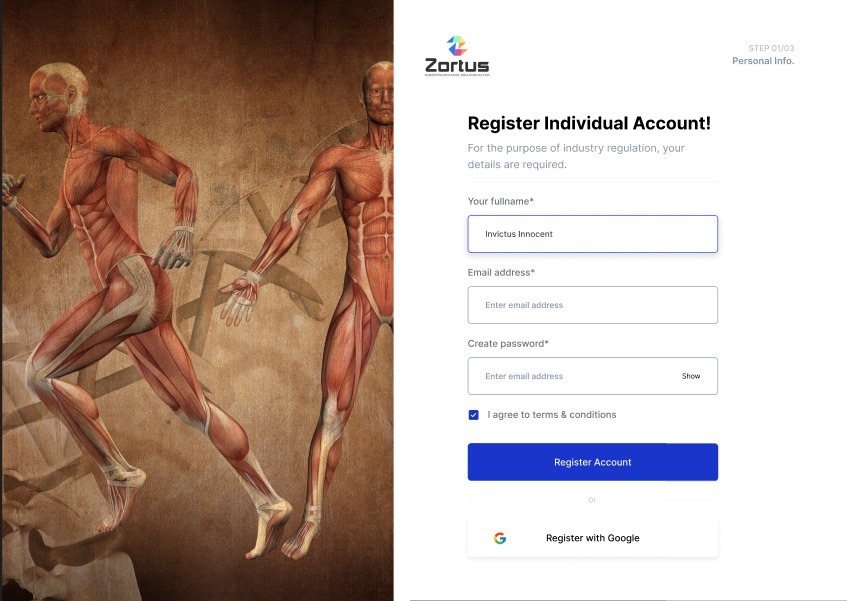 Zortus
STEP 01/03
Personal Info.
Register Individual Account!
For the purpose of industry regulation, your
details are required.
Your fullname*
Invictus Innocent
Email address*
Enter email address
Create password*
Enter email address
Show
I agree to terms & conditions
Register Account
Or
Register with Google